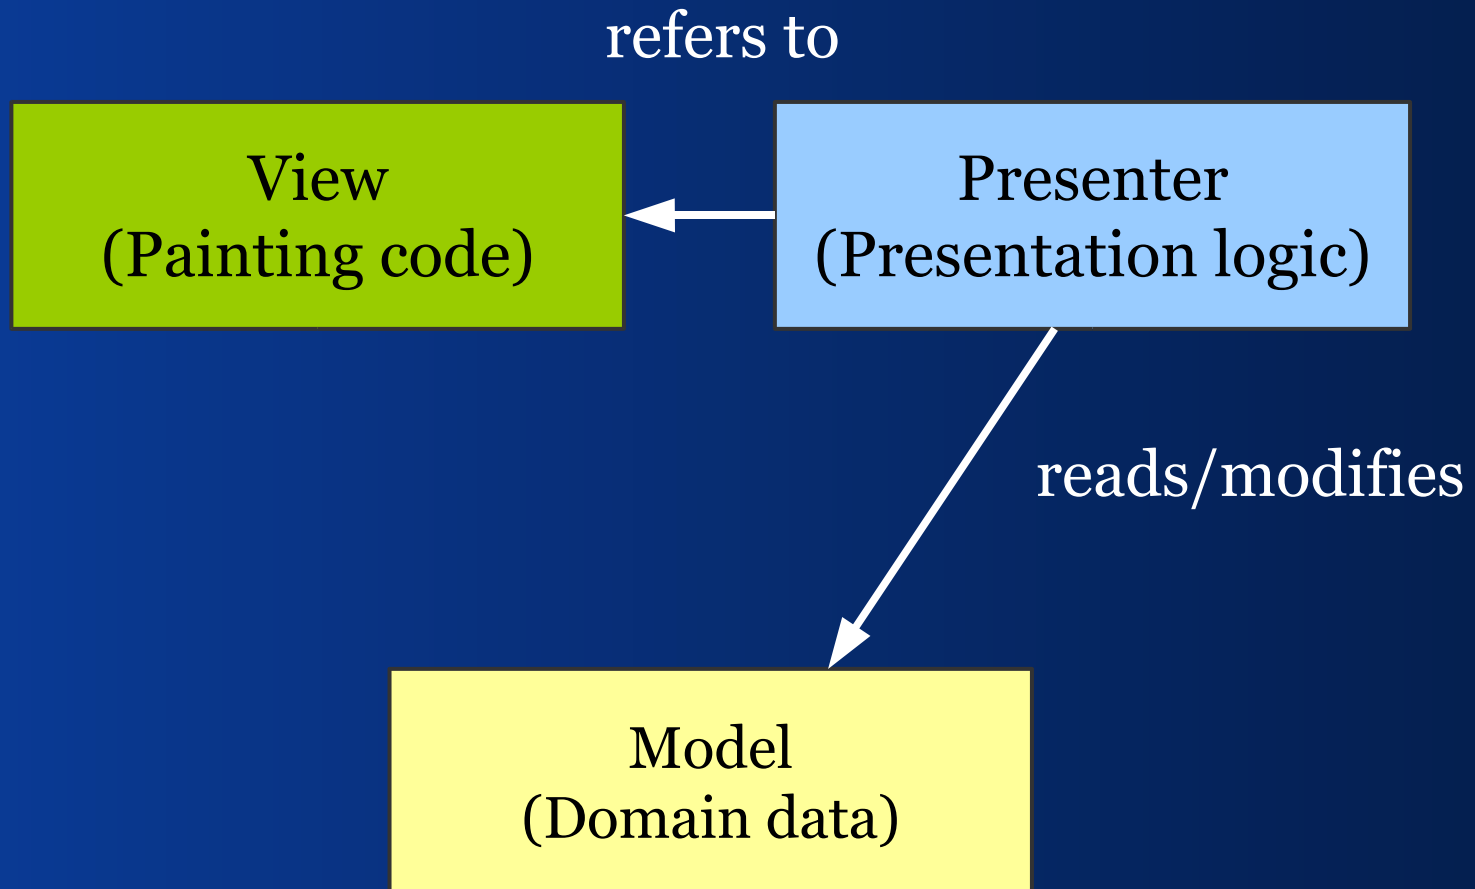 refers to
View
(Painting code)
Presenter
(Presentation logic)
reads/modifies
Model
(Domain data)